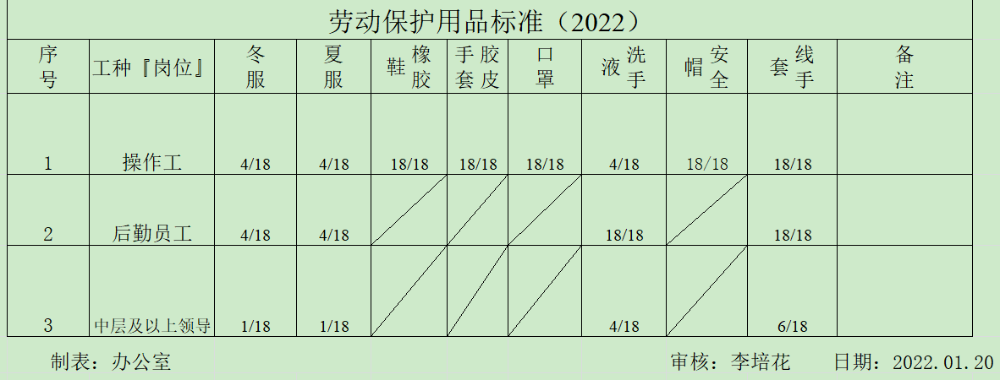 劳动保护用品标准（2022）
序号 工种『岗位』 冬服 夏服 橡胶鞋 胶皮手套 口罩 洗手液 安全帽 线手套 备注
1 操作工 4/18 4/18 18/18 18/18 18/18 4/18 18/18 18/18
2 后勤员工 4/18 4/18 18/18 18/18
3 中层及以上领导 1/18 1/18 4/18 6/18
制表：办公室 审核：李培花 日期：2022.01.20